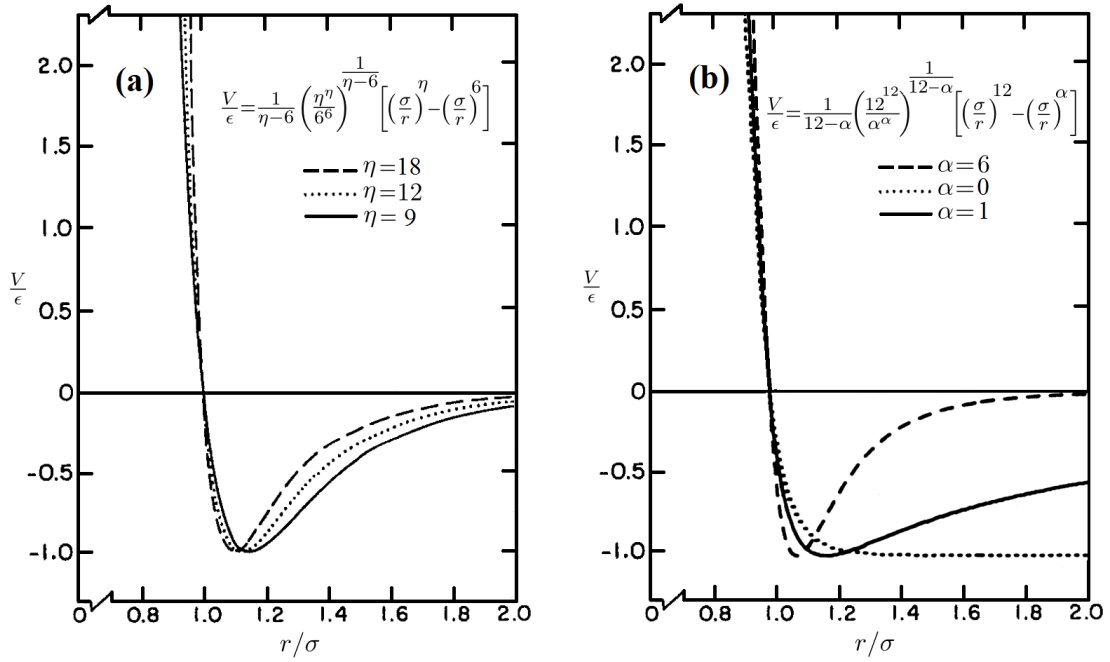 (a)
V/ϵ = 1/(η−6) (η^η/6^6)^(1/(η−6)) [(σ/r)^η − (σ/r)^6]
η=18
η=12
η= 9
2.0
1.5
1.0
0.5
0
-0.5
-1.0
V/ϵ
0 0.8 1.0 1.2 1.4 1.6 1.8 2.0
r/σ
(b)
V/ϵ = 1/(12−α) (12^12/α^α)^(1/(12−α)) [(σ/r)^12 − (σ/r)^α]
α=6
α=0
α=1
2.0
1.5
1.0
0.5
0
-0.5
-1.0
V/ϵ
0 0.8 1.0 1.2 1.4 1.6 1.8 2.0
r/σ